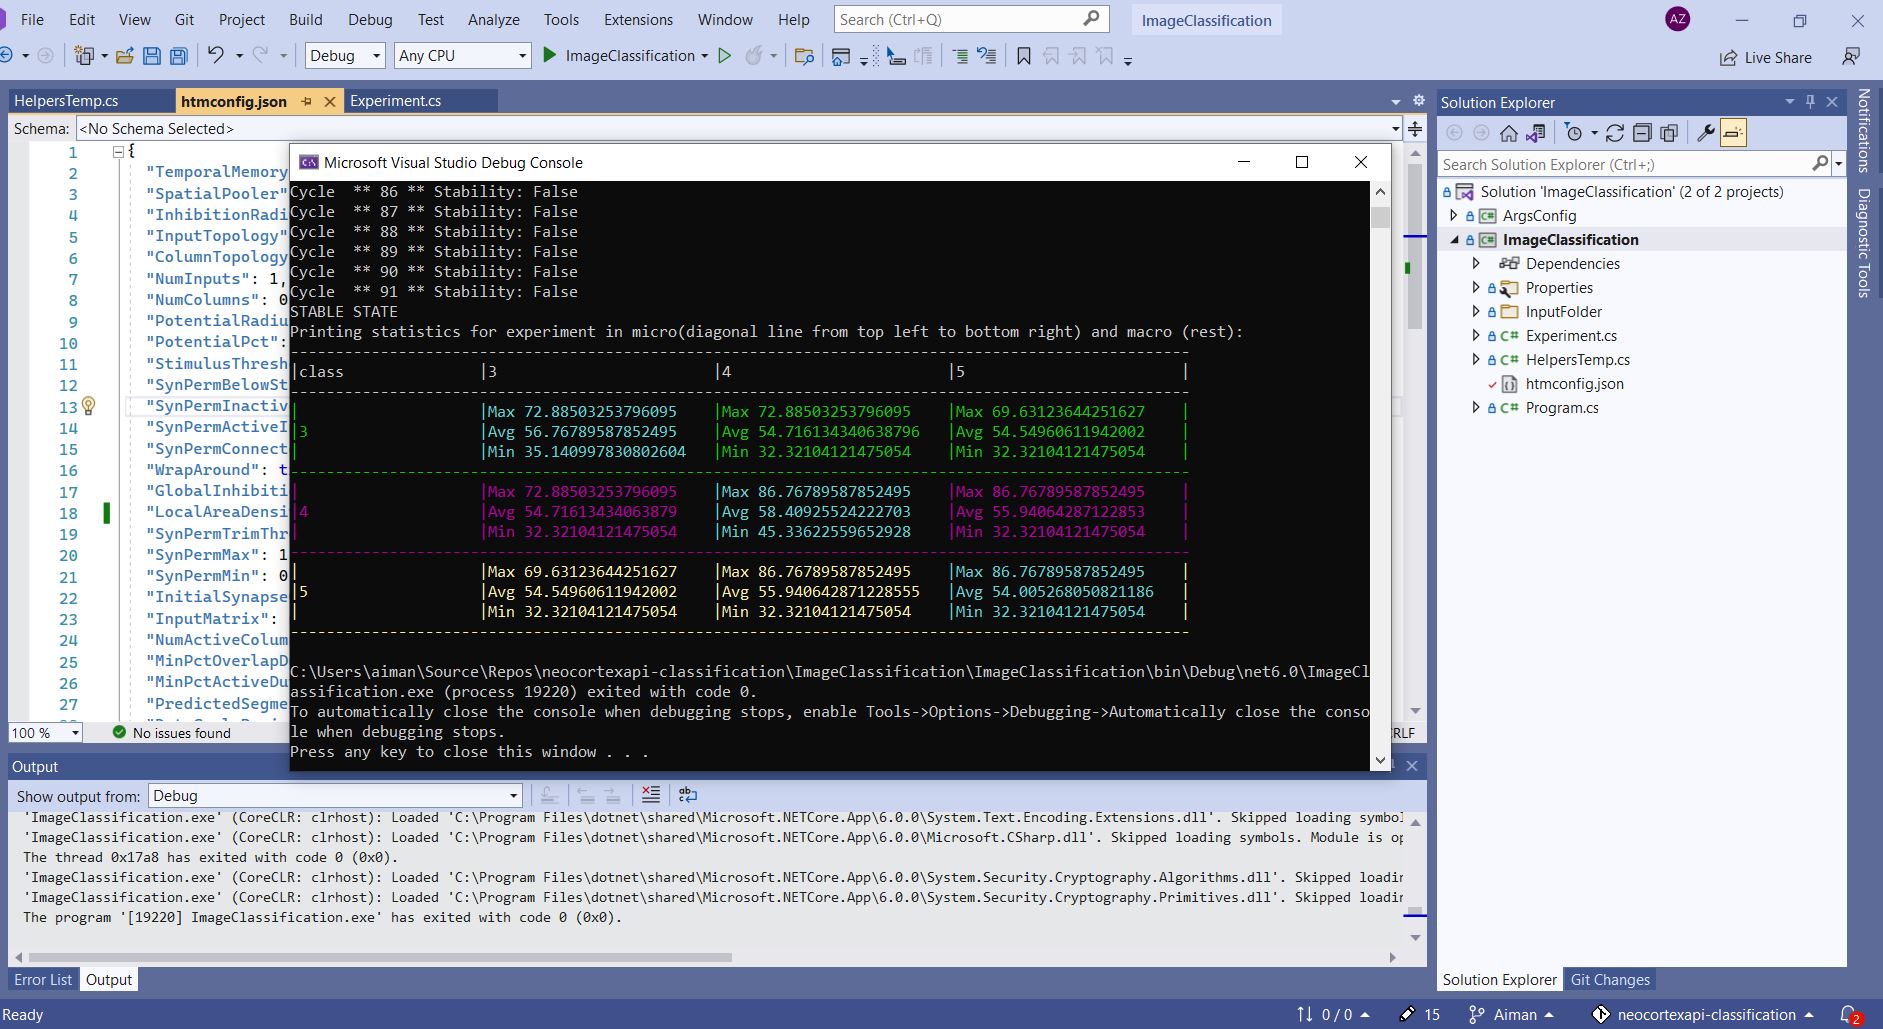 File Edit View Git Project Build Debug Test Analyze Tools Extensions Window Help Search (Ctrl+Q) ImageClassification AZ
Debug Any CPU ImageClassification Live Share
HelpersTemp.cs htmconfig.json Experiment.cs
Schema: <No Schema Selected>
1 {
2 "TemporalMemory
3 "SpatialPooler"
4 "InhibitionRadi
5 "InputTopology"
6 "ColumnTopology
7 "NumInputs": 1,
8 "NumColumns": 0
9 "PotentialRadiu
10 "PotentialPct":
11 "StimulusThresh
12 "SynPermBelowSt
13 "SynPermInactiv
14 "SynPermActiveI
15 "SynPermConnect
16 "WrapAround": t
17 "GlobalInhibiti
18 "LocalAreaDensi
19 "SynPermTrimThr
20 "SynPermMax": 1
21 "SynPermMin": 0
22 "InitialSynapse
23 "InputMatrix":
24 "NumActiveColum
25 "MinPctOverlapD
26 "MinPctActiveDu
27 "PredictedSegme
100 % No issues found
CRLF
Microsoft Visual Studio Debug Console
Cycle ** 86 ** Stability: False
Cycle ** 87 ** Stability: False
Cycle ** 88 ** Stability: False
Cycle ** 89 ** Stability: False
Cycle ** 90 ** Stability: False
Cycle ** 91 ** Stability: False
STABLE STATE
Printing statistics for experiment in micro(diagonal line from top left to bottom right) and macro (rest):
|class |3 |4 |5 |
| |Max 72.88503253796095 |Max 72.88503253796095 |Max 69.63123644251627 |
|3 |Avg 56.76789587852495 |Avg 54.716134340638796 |Avg 54.54960611942002 |
| |Min 35.140997830802604 |Min 32.32104121475054 |Min 32.32104121475054 |
| |Max 72.88503253796095 |Max 86.76789587852495 |Max 86.76789587852495 |
|4 |Avg 54.71613434063879 |Avg 58.40925524222703 |Avg 55.94064287122853 |
| |Min 32.32104121475054 |Min 45.33622559652928 |Min 32.32104121475054 |
| |Max 69.63123644251627 |Max 86.76789587852495 |Max 86.76789587852495 |
|5 |Avg 54.54960611942002 |Avg 55.940642871228555 |Avg 54.005268050821186 |
| |Min 32.32104121475054 |Min 32.32104121475054 |Min 32.32104121475054 |
C:\Users\aiman\Source\Repos\neocortexapi-classification\ImageClassification\ImageClassification\bin\Debug\net6.0\ImageCl
assification.exe (process 19220) exited with code 0.
To automatically close the console when debugging stops, enable Tools->Options->Debugging->Automatically close the conso
le when debugging stops.
Press any key to close this window . . .
Output
Show output from: Debug
'ImageClassification.exe' (CoreCLR: clrhost): Loaded 'C:\Program Files\dotnet\shared\Microsoft.NETCore.App\6.0.0\System.Text.Encoding.Extensions.dll'. Skipped loading symbol
'ImageClassification.exe' (CoreCLR: clrhost): Loaded 'C:\Program Files\dotnet\shared\Microsoft.NETCore.App\6.0.0\Microsoft.CSharp.dll'. Skipped loading symbols. Module is op
The thread 0x17a8 has exited with code 0 (0x0).
'ImageClassification.exe' (CoreCLR: clrhost): Loaded 'C:\Program Files\dotnet\shared\Microsoft.NETCore.App\6.0.0\System.Security.Cryptography.Algorithms.dll'. Skipped loadin
'ImageClassification.exe' (CoreCLR: clrhost): Loaded 'C:\Program Files\dotnet\shared\Microsoft.NETCore.App\6.0.0\System.Security.Cryptography.Primitives.dll'. Skipped loadin
The program '[19220] ImageClassification.exe' has exited with code 0 (0x0).
Error List Output
Solution Explorer
Search Solution Explorer (Ctrl+;)
Solution 'ImageClassification' (2 of 2 projects)
C# ArgsConfig
C# ImageClassification
Dependencies
Properties
InputFolder
C# Experiment.cs
C# HelpersTemp.cs
htmconfig.json
C# Program.cs
Solution Explorer Git Changes
Notifications
Diagnostic Tools
Ready 0 / 0 15 Aiman neocortexapi-classification 2